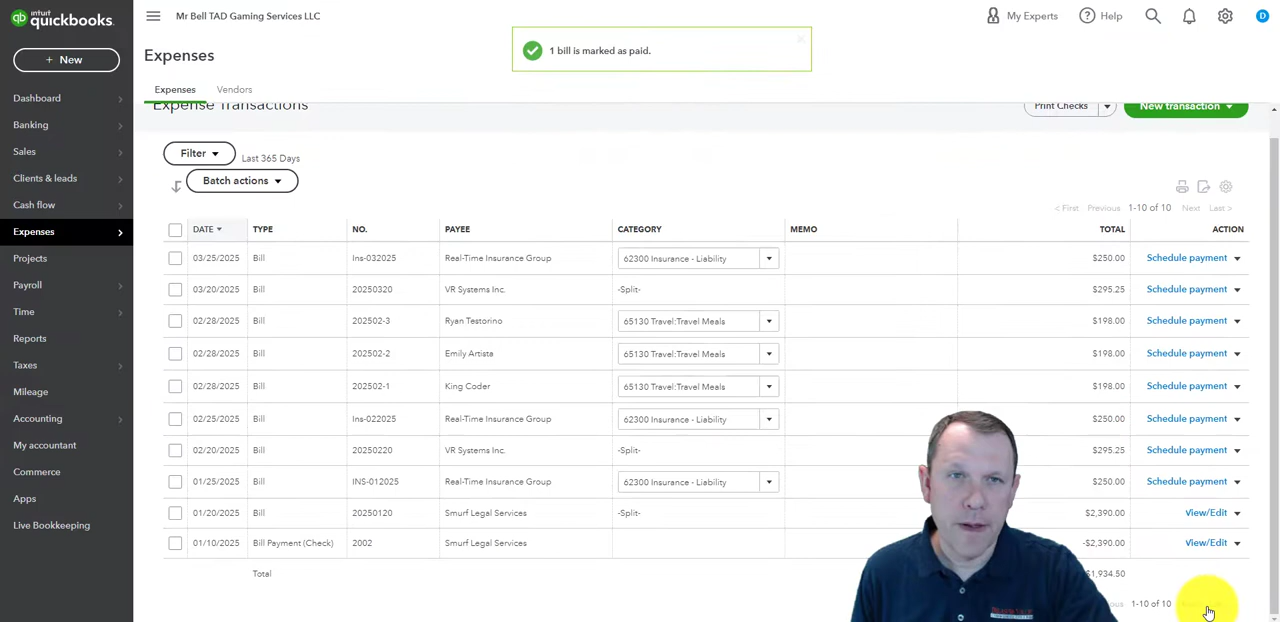 intuit
quickbooks.
Mr Bell TAD Gaming Services LLC
My Experts
Help
D
+ New
Expenses
1 bill is marked as paid.
Expenses Vendors
Dashboard
Banking
Sales
Clients & leads
Cash flow
Expenses
Projects
Payroll
Time
Reports
Taxes
Mileage
Accounting
My accountant
Commerce
Apps
Live Bookkeeping
Expense Transactions
Print Checks
New transaction
Filter
Last 365 Days
Batch actions
< First Previous 1-10 of 10 Next Last >
DATE TYPE NO. PAYEE CATEGORY MEMO TOTAL ACTION
03/25/2025 Bill Ins-032025 Real-Time Insurance Group 62300 Insurance - Liability $250.00 Schedule payment
03/20/2025 Bill 20250320 VR Systems Inc. -Split- $295.25 Schedule payment
02/28/2025 Bill 202502-3 Ryan Testorino 65130 Travel:Travel Meals $198.00 Schedule payment
02/28/2025 Bill 202502-2 Emily Artista 65130 Travel:Travel Meals $198.00 Schedule payment
02/28/2025 Bill 202502-1 King Coder 65130 Travel:Travel Meals $198.00 Schedule payment
02/25/2025 Bill Ins-022025 Real-Time Insurance Group 62300 Insurance - Liability $250.00 Schedule payment
02/20/2025 Bill 20250220 VR Systems Inc. -Split- $295.25 Schedule payment
01/25/2025 Bill INS-012025 Real-Time Insurance Group 62300 Insurance - Liability $250.00 Schedule payment
01/20/2025 Bill 20250120 Smurf Legal Services -Split- $2,390.00 View/Edit
01/10/2025 Bill Payment (Check) 2002 Smurf Legal Services -$2,390.00 View/Edit
Total $1,934.50
1-10 of 10